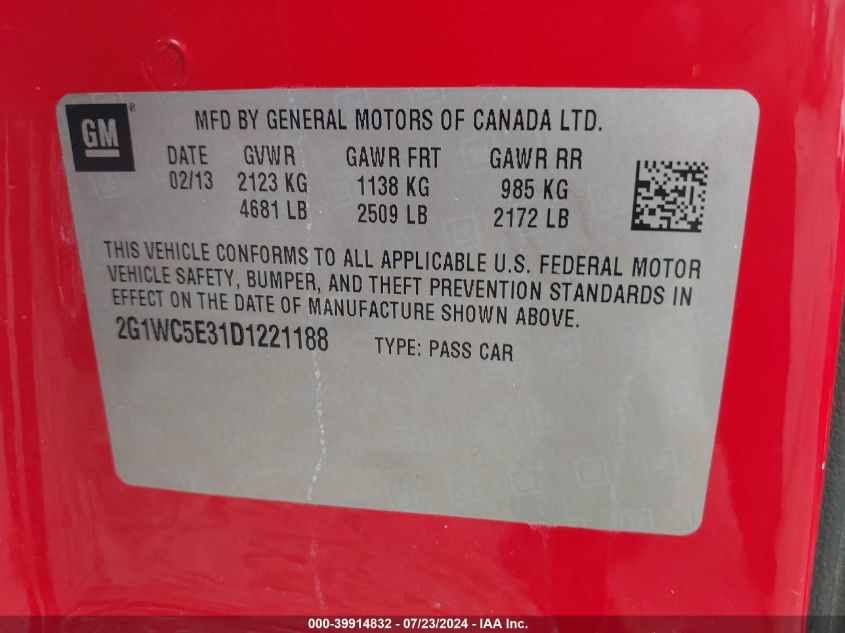 GM ®
MFD BY GENERAL MOTORS OF CANADA LTD.
DATE GVWR GAWR FRT GAWR RR
02/13 2123 KG 1138 KG 985 KG
4681 LB 2509 LB 2172 LB
THIS VEHICLE CONFORMS TO ALL APPLICABLE U.S. FEDERAL MOTOR
VEHICLE SAFETY, BUMPER, AND THEFT PREVENTION STANDARDS IN
EFFECT ON THE DATE OF MANUFACTURE SHOWN ABOVE.
2G1WC5E31D1221188 TYPE: PASS CAR
000-39914832 / 07/23/2024 - IAA Inc.